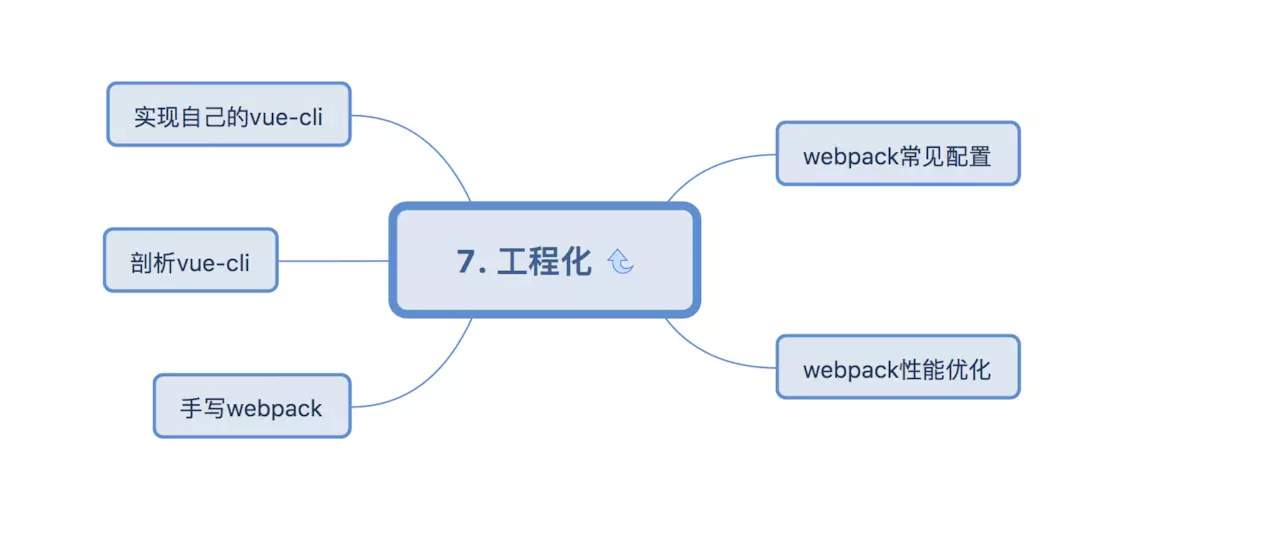 实现自己的vue-cli
webpack常见配置
剖析vue-cli
7. 工程化
webpack性能优化
手写webpack